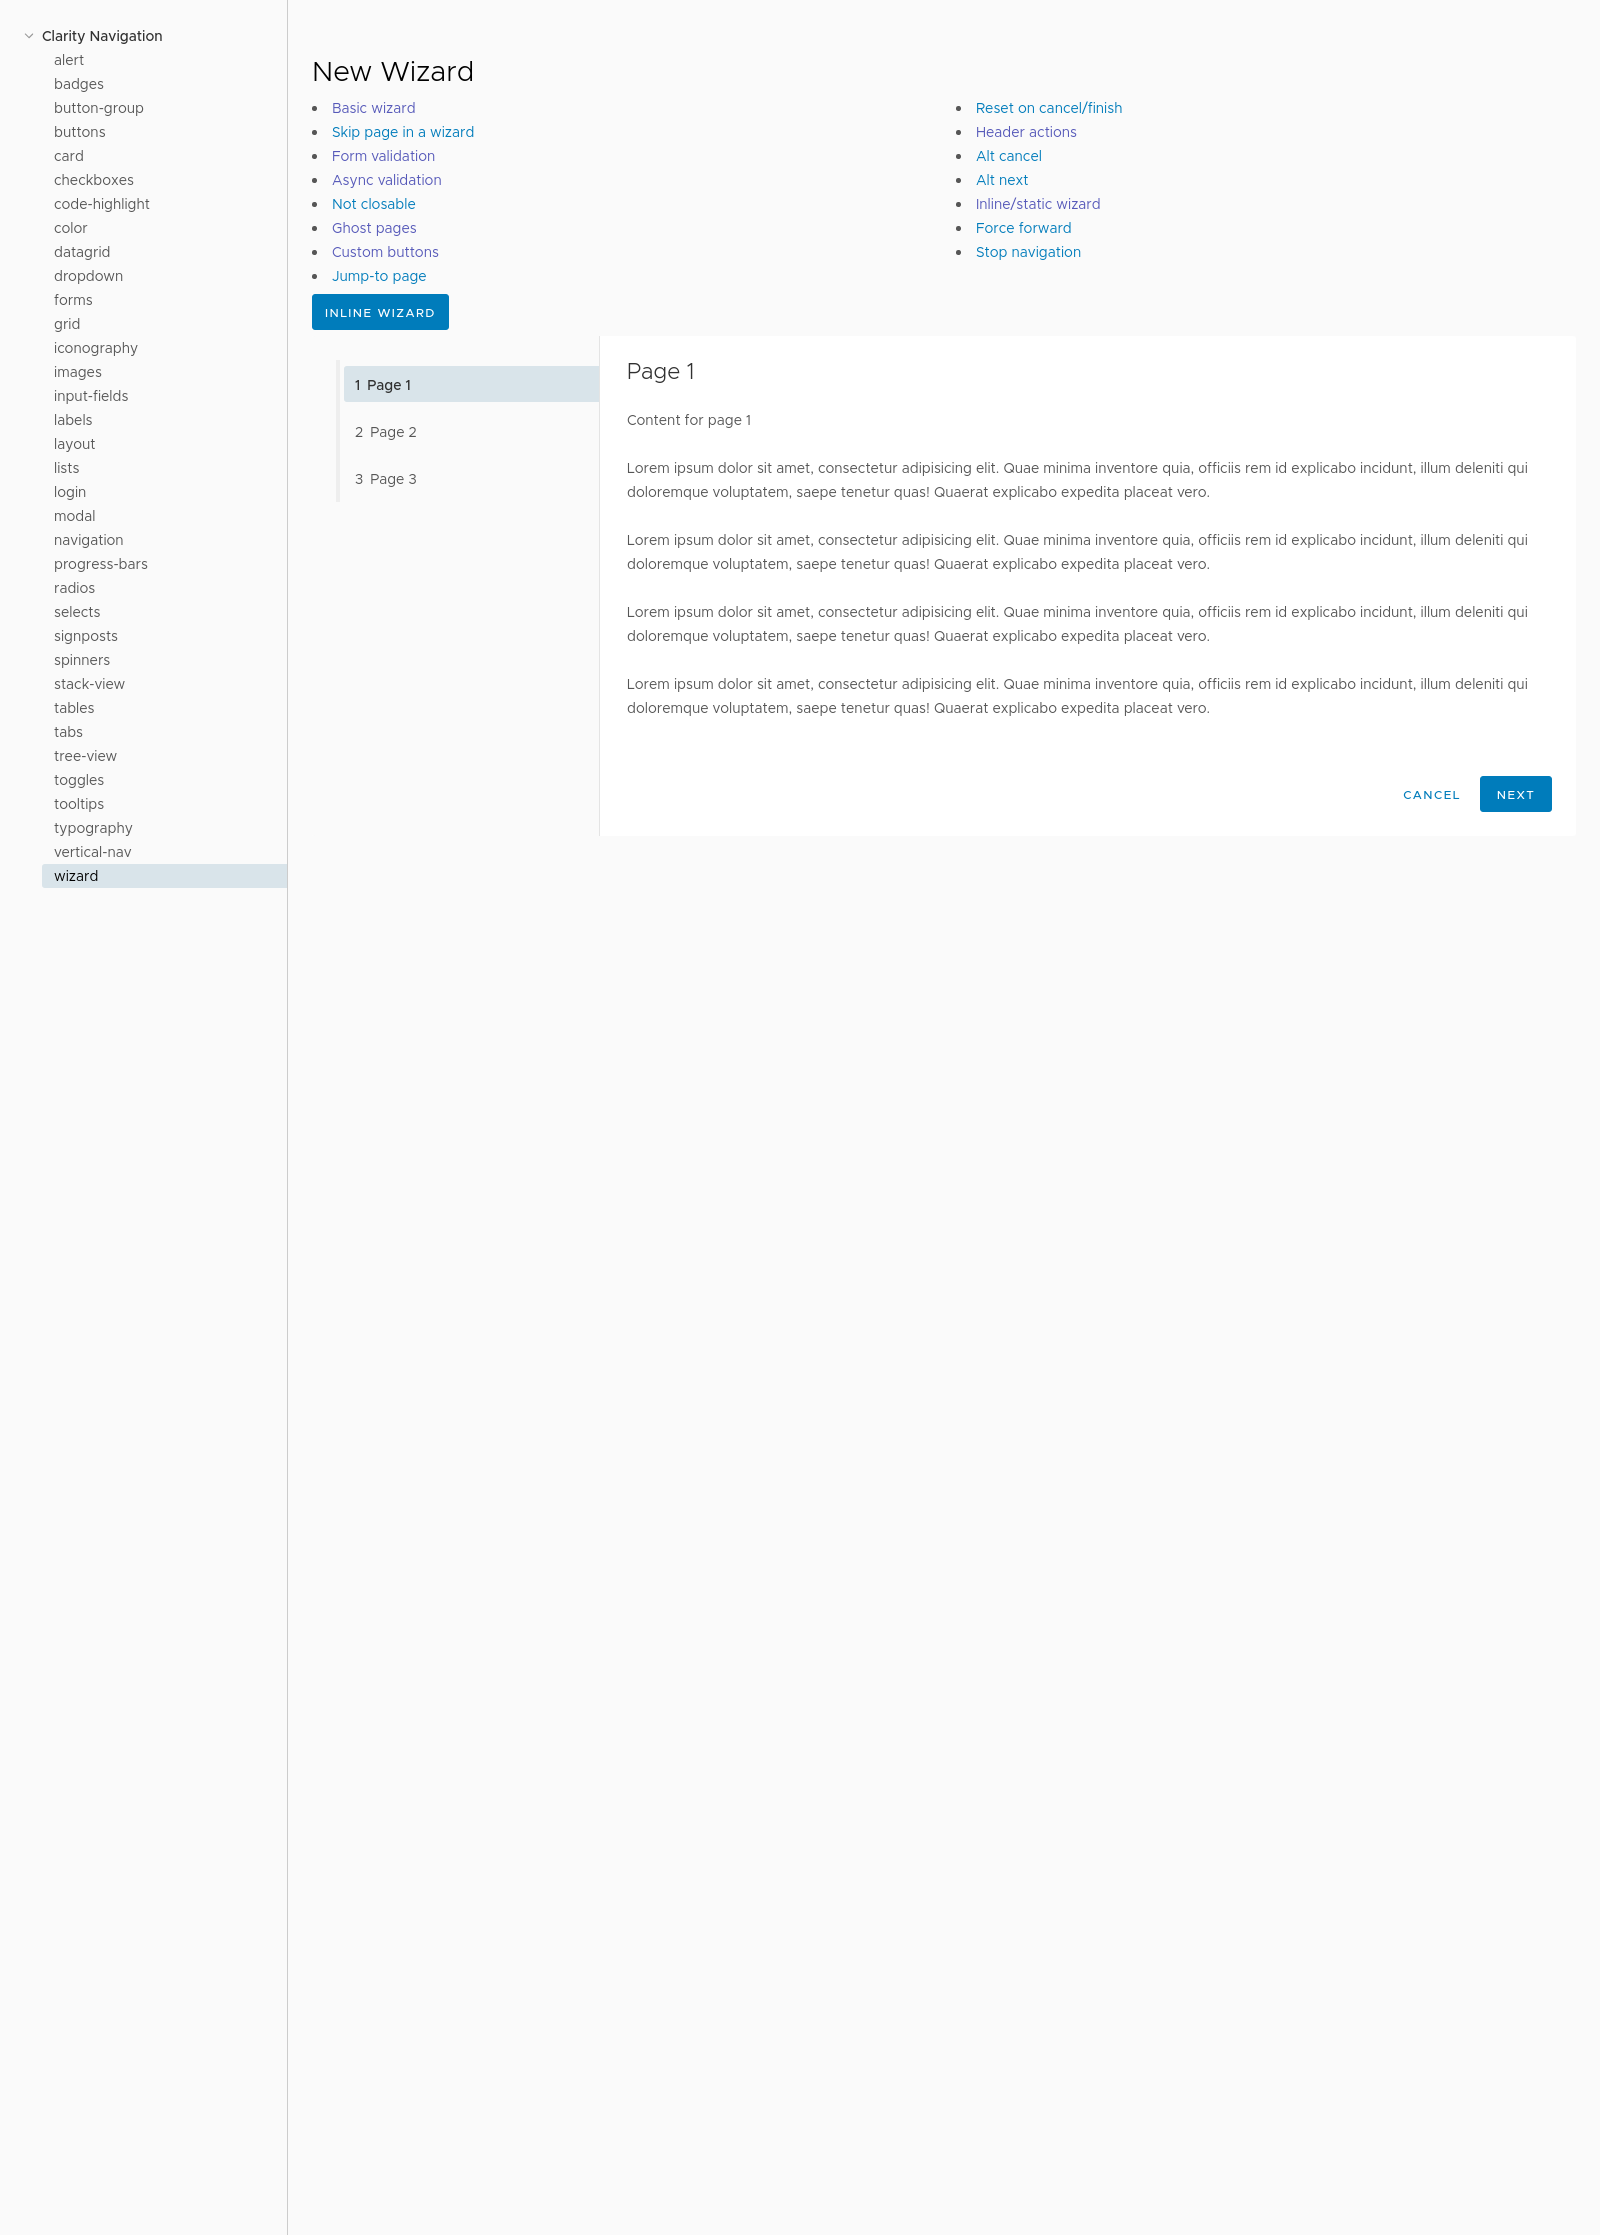 Clarity Navigation
alert
badges
button-group
buttons
card
checkboxes
code-highlight
color
datagrid
dropdown
forms
grid
iconography
images
input-fields
labels
layout
lists
login
modal
navigation
progress-bars
radios
selects
signposts
spinners
stack-view
tables
tabs
tree-view
toggles
tooltips
typography
vertical-nav
wizard
New Wizard
Basic wizard
Skip page in a wizard
Form validation
Async validation
Not closable
Ghost pages
Custom buttons
Jump-to page
Reset on cancel/finish
Header actions
Alt cancel
Alt next
Inline/static wizard
Force forward
Stop navigation
INLINE WIZARD
1 Page 1
2 Page 2
3 Page 3
Page 1
Content for page 1
Lorem ipsum dolor sit amet, consectetur adipisicing elit. Quae minima inventore quia, officiis rem id explicabo incidunt, illum deleniti qui
doloremque voluptatem, saepe tenetur quas! Quaerat explicabo expedita placeat vero.
Lorem ipsum dolor sit amet, consectetur adipisicing elit. Quae minima inventore quia, officiis rem id explicabo incidunt, illum deleniti qui
doloremque voluptatem, saepe tenetur quas! Quaerat explicabo expedita placeat vero.
Lorem ipsum dolor sit amet, consectetur adipisicing elit. Quae minima inventore quia, officiis rem id explicabo incidunt, illum deleniti qui
doloremque voluptatem, saepe tenetur quas! Quaerat explicabo expedita placeat vero.
Lorem ipsum dolor sit amet, consectetur adipisicing elit. Quae minima inventore quia, officiis rem id explicabo incidunt, illum deleniti qui
doloremque voluptatem, saepe tenetur quas! Quaerat explicabo expedita placeat vero.
CANCEL NEXT